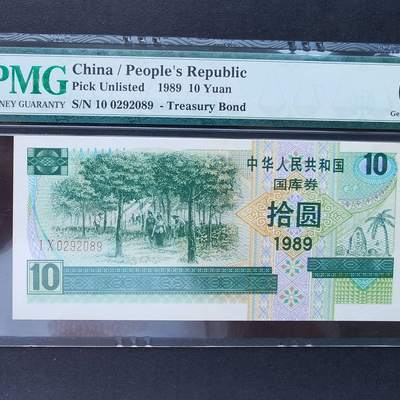 PMG China / People's Republic
Pick Unlisted 1989 10 Yuan
NEY GUARANTY S/N 10 0292089 - Treasury Bond
Ge
中华人民共和国 10
国库券
拾圆
1989
IX0292089
10